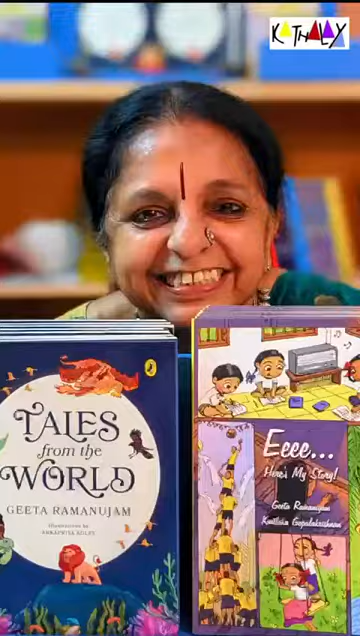 KATHALAY
TALES
from the
WORLD
GEETA RAMANUJAM
Eeee...
Here's My Story!
Geeta Ramanujam